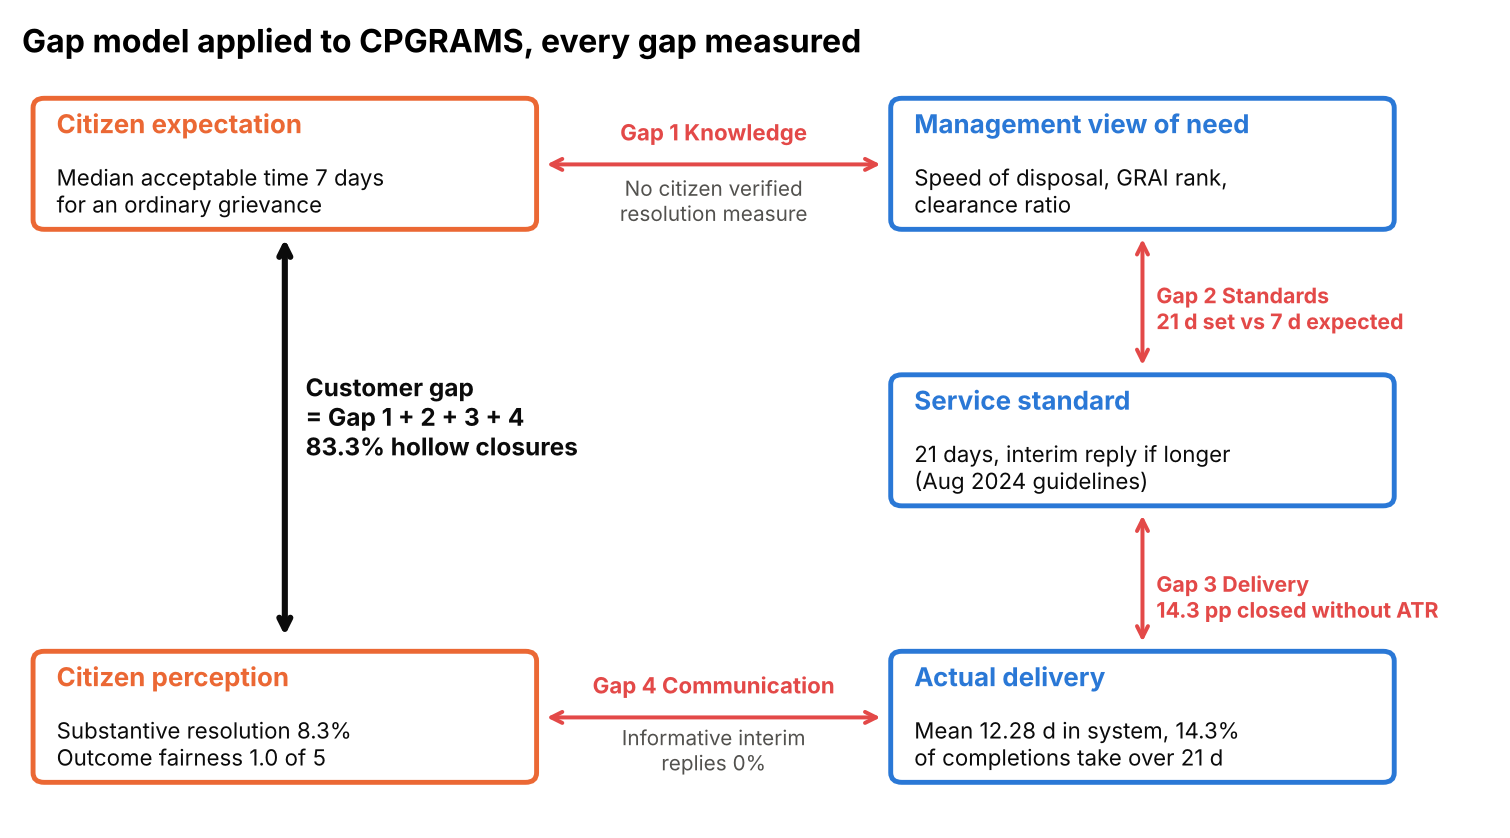 Gap model applied to CPGRAMS, every gap measured
Citizen expectation
Median acceptable time 7 days
for an ordinary grievance
Gap 1 Knowledge
No citizen verified
resolution measure
Management view of need
Speed of disposal, GRAI rank,
clearance ratio
Gap 2 Standards
21 d set vs 7 d expected
Customer gap
= Gap 1 + 2 + 3 + 4
83.3% hollow closures
Service standard
21 days, interim reply if longer
(Aug 2024 guidelines)
Gap 3 Delivery
14.3 pp closed without ATR
Citizen perception
Substantive resolution 8.3%
Outcome fairness 1.0 of 5
Gap 4 Communication
Informative interim
replies 0%
Actual delivery
Mean 12.28 d in system, 14.3%
of completions take over 21 d